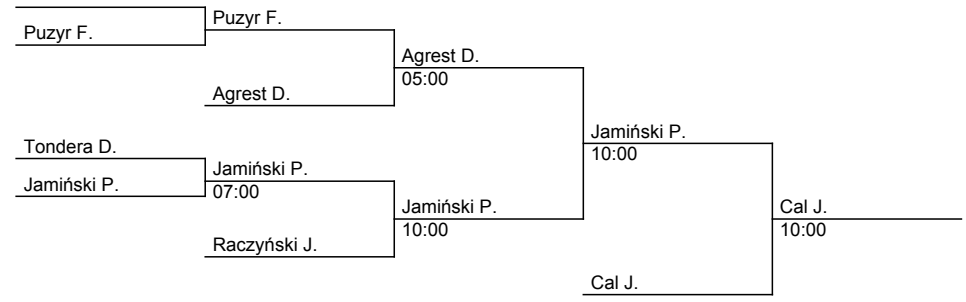 Puzyr F.
Puzyr F.
Agrest D.
05:00
Agrest D.
Tondera D.
Jamiński P.
10:00
Jamiński P.
Jamiński P.
07:00
Jamiński P.
10:00
Cal J.
10:00
Raczyński J.
Cal J.